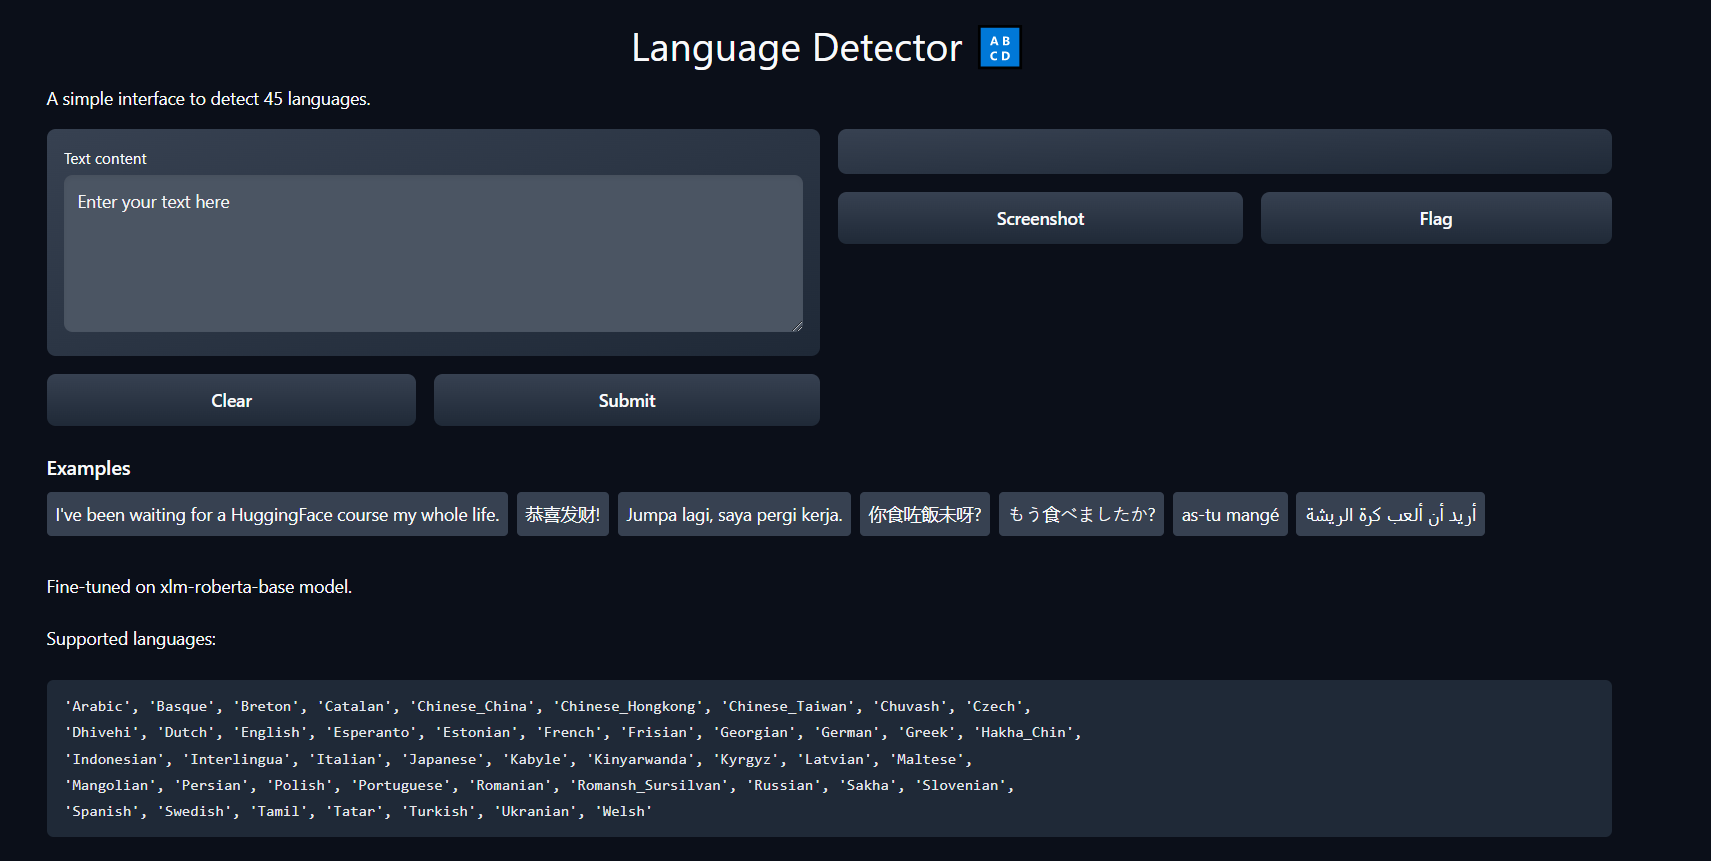 Language Detector 🔠
A simple interface to detect 45 languages.
Text content
Enter your text here
Clear
Submit
Screenshot
Flag
Examples
I've been waiting for a HuggingFace course my whole life.
恭喜发财!
Jumpa lagi, saya pergi kerja.
你食咗飯未呀?
もう食べましたか?
as-tu mangé
أريد أن ألعب كرة الريشة
Fine-tuned on xlm-roberta-base model.
Supported languages:
'Arabic', 'Basque', 'Breton', 'Catalan', 'Chinese_China', 'Chinese_Hongkong', 'Chinese_Taiwan', 'Chuvash', 'Czech',
'Dhivehi', 'Dutch', 'English', 'Esperanto', 'Estonian', 'French', 'Frisian', 'Georgian', 'German', 'Greek', 'Hakha_Chin',
'Indonesian', 'Interlingua', 'Italian', 'Japanese', 'Kabyle', 'Kinyarwanda', 'Kyrgyz', 'Latvian', 'Maltese',
'Mangolian', 'Persian', 'Polish', 'Portuguese', 'Romanian', 'Romansh_Sursilvan', 'Russian', 'Sakha', 'Slovenian',
'Spanish', 'Swedish', 'Tamil', 'Tatar', 'Turkish', 'Ukranian', 'Welsh'